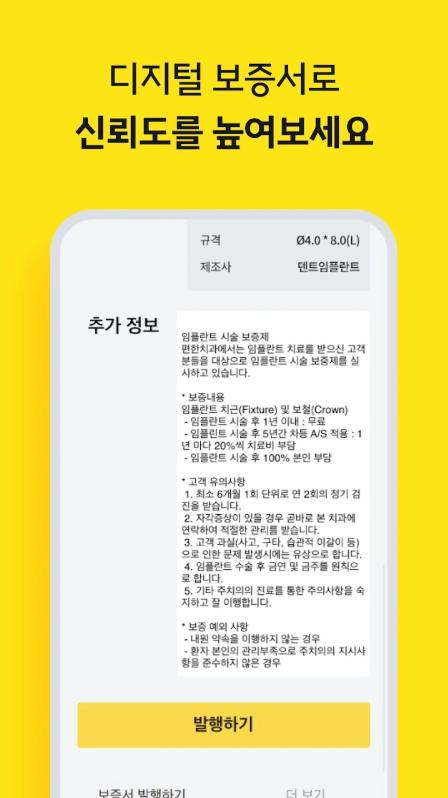 디지털 보증서로
신뢰도를 높여보세요
규격 Ø4.0 * 8.0(L)
제조사 덴트임플란트
추가 정보
임플란트 시술 보증제
편한치과에서는 임플란트 치료를 받으신 고객
분들을 대상으로 임플란트 시술 보증제를 실
시하고 있습니다.
* 보증내용
임플란트 치근(Fixture) 및 보철(Crown)
- 임플란트 시술 후 1년 이내 : 무료
- 임플란트 시술 후 5년간 차등 A/S 적용 : 1
년 마다 20%씩 치료비 부담
- 임플란트 시술 후 100% 본인 부담
* 고객 유의사항
1. 최소 6개월 1회 단위로 연 2회의 정기 검
진을 받습니다.
2. 자각증상이 있을 경우 곧바로 본 치과에
연락하여 적절한 관리를 받습니다.
3. 고객 과실(사고, 구타, 습관적 이갈이 등)
으로 인한 문제 발생시에는 유상으로 합니다.
4. 임플란트 수술 후 금연 및 금주를 원칙으
로 합니다.
5. 기타 주치의의 진료를 통한 주의사항을 숙
지하고 잘 이행합니다.
* 보증 예외 사항
- 내원 약속을 이행하지 않는 경우
- 환자 본인의 관리부족으로 주치의의 지시사
항을 준수하지 않은 경우
발행하기
보증서 발행하기 더 보기